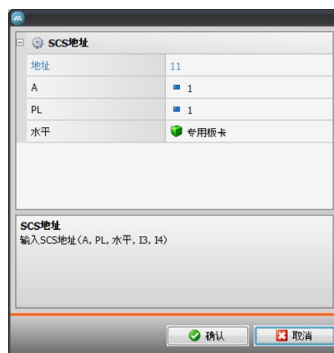 SCS地址
地址 11
A 1
PL 1
水平 专用板卡
SCS地址
输入SCS地址(A, PL, 水平, I3, I4)
确认 取消